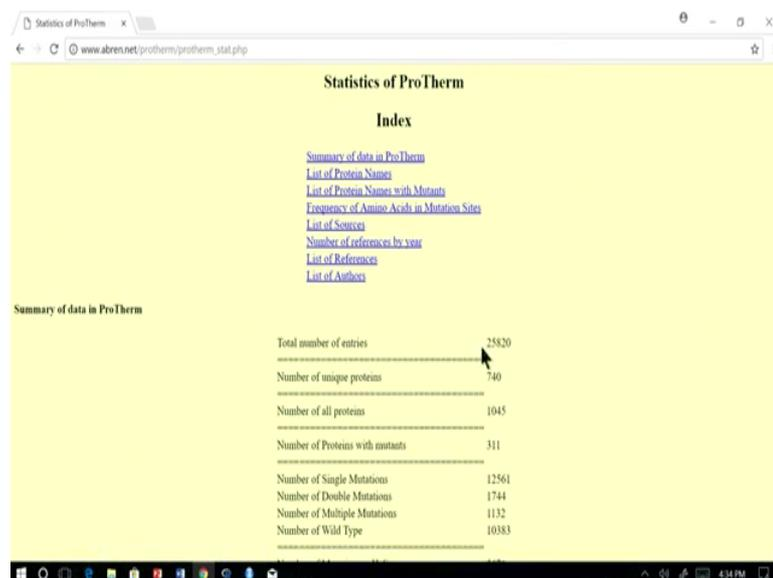 Statistics of ProTherm
www.abren.net/protherm/protherm_stat.php
Statistics of ProTherm
Index
Summary of data in ProTherm
List of Protein Names
List of Protein Names with Mutants
Frequency of Amino Acids in Mutation Sites
List of Sources
Number of references by year
List of References
List of Authors
Summary of data in ProTherm
Total number of entries 25820
Number of unique proteins 740
Number of all proteins 1045
Number of Proteins with mutants 311
Number of Single Mutations 12561
Number of Double Mutations 1744
Number of Multiple Mutations 1132
Number of Wild Type 10383
4:34 PM